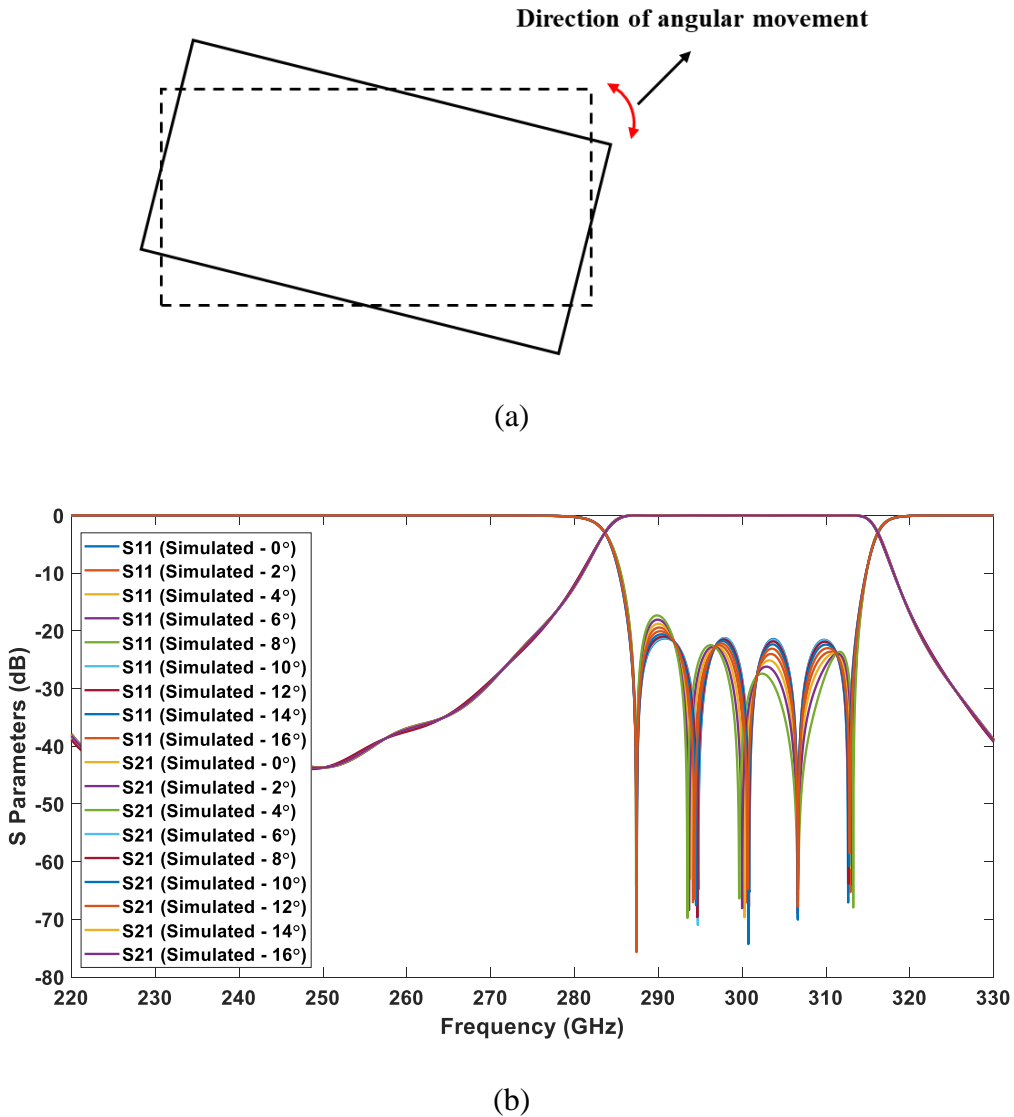 Direction of angular movement
(a)
S Parameters (dB)
0
-10
-20
-30
-40
-50
-60
-70
-80
S11 (Simulated - 0°)
S11 (Simulated - 2°)
S11 (Simulated - 4°)
S11 (Simulated - 6°)
S11 (Simulated - 8°)
S11 (Simulated - 10°)
S11 (Simulated - 12°)
S11 (Simulated - 14°)
S11 (Simulated - 16°)
S21 (Simulated - 0°)
S21 (Simulated - 2°)
S21 (Simulated - 4°)
S21 (Simulated - 6°)
S21 (Simulated - 8°)
S21 (Simulated - 10°)
S21 (Simulated - 12°)
S21 (Simulated - 14°)
S21 (Simulated - 16°)
220 230 240 250 260 270 280 290 300 310 320 330
Frequency (GHz)
(b)